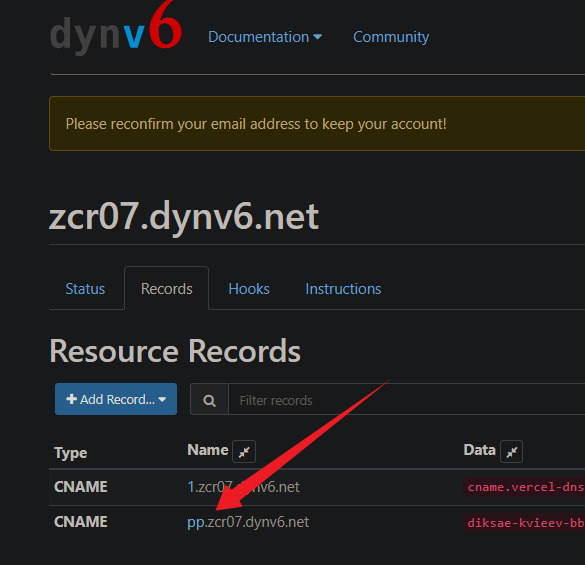 dynv6 Documentation Community
Please reconfirm your email address to keep your account!
zcr07.dynv6.net
Status Records Hooks Instructions
Resource Records
Add Record... Filter records
Type Name Data
CNAME 1.zcr07.dynv6.net cname.vercel-dns
CNAME pp.zcr07.dynv6.net diksae-kvieev-bb